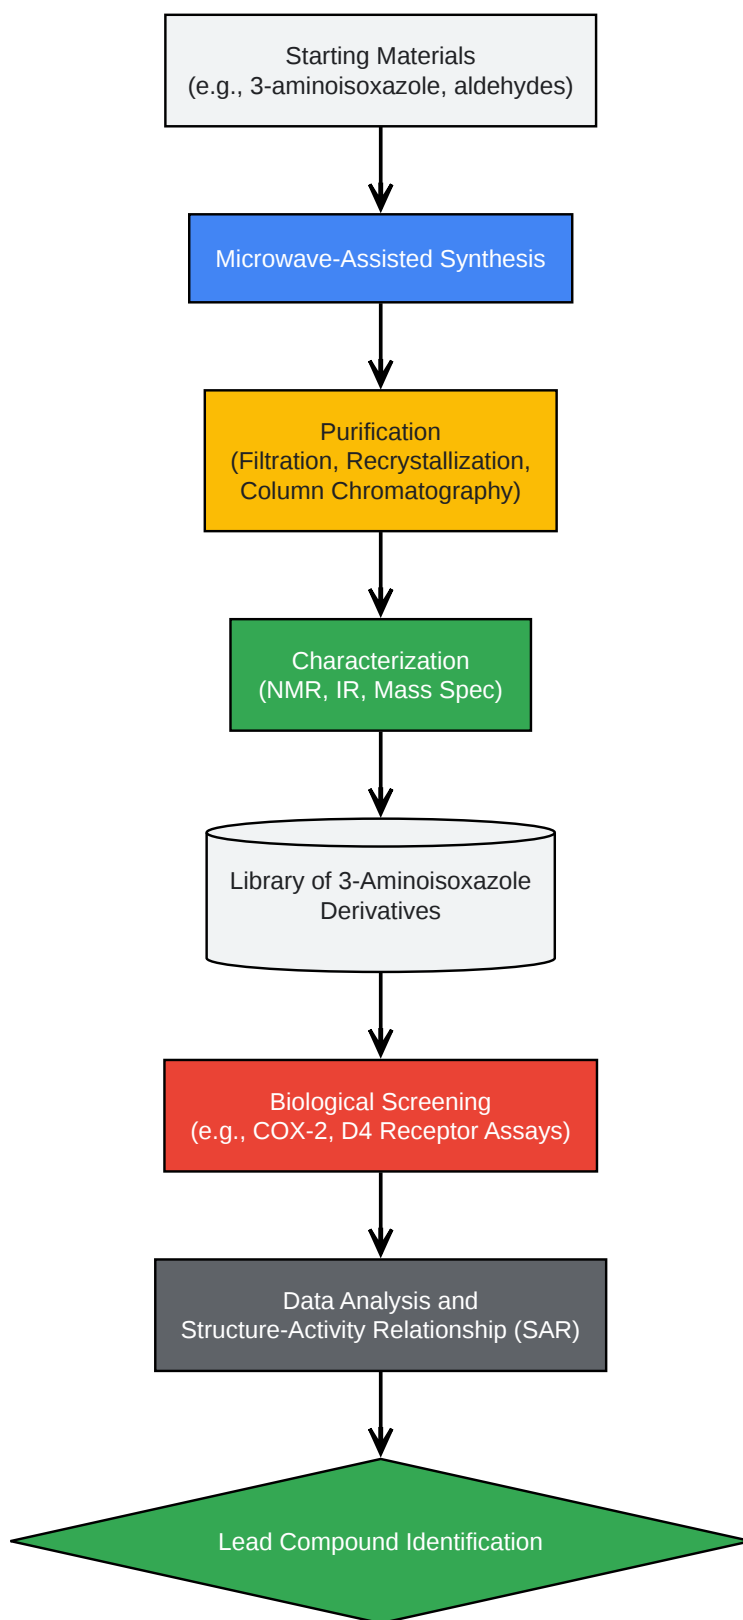 Starting Materials
(e.g., 3-aminoisoxazole, aldehydes)
Microwave-Assisted Synthesis
Purification
(Filtration, Recrystallization,
Column Chromatography)
Characterization
(NMR, IR, Mass Spec)
Library of 3-Aminoisoxazole
Derivatives
Biological Screening
(e.g., COX-2, D4 Receptor Assays)
Data Analysis and
Structure-Activity Relationship (SAR)
Lead Compound Identification